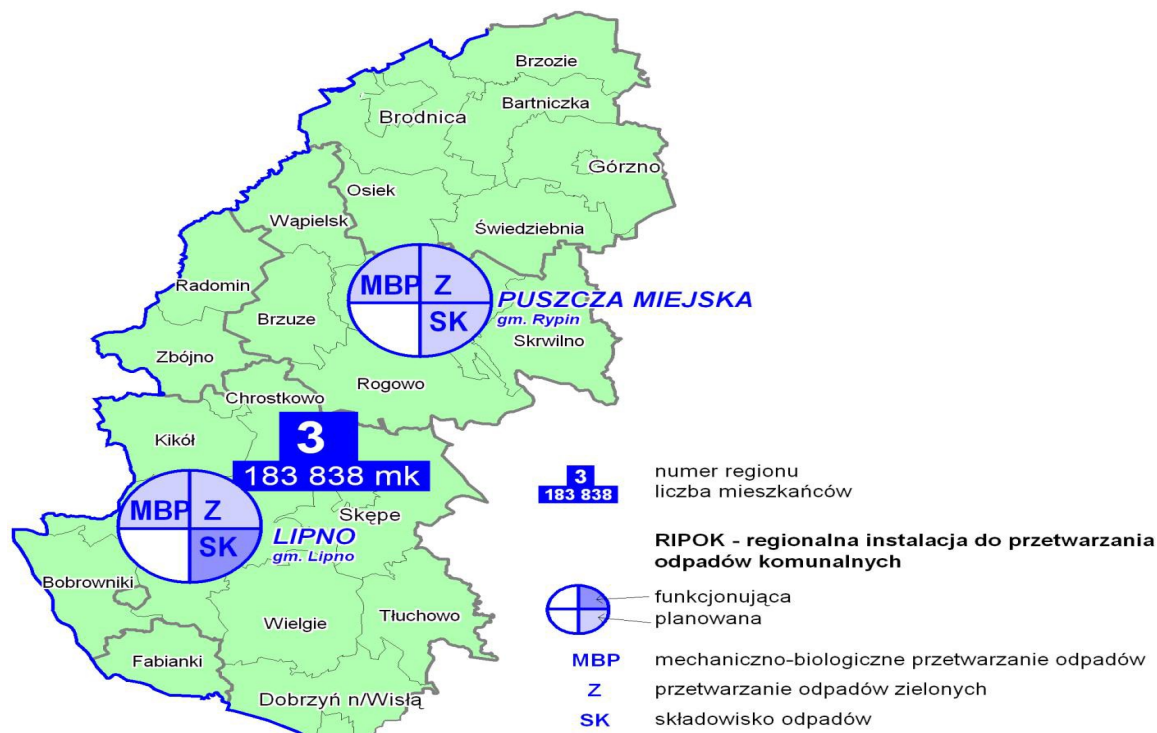 Brzozie
Bartniczka
Brodnica
Górzno
Osiek
Wąpielsk
Świedziebnia
Radomin
MBP Z
SK
PUSZCZA MIEJSKA
gm. Rypin
Brzuze
Skrwilno
Zbójno
Rogowo
Chrostkowo
Kikół
3
183 838 mk
MBP Z
SK
Skępe
LIPNO
gm. Lipno
Bobrowniki
Tłuchowo
Wielgie
Fabianki
Dobrzyń n/Wisłą
3
183 838
numer regionu
liczba mieszkańców
RIPOK - regionalna instalacja do przetwarzania
odpadów komunalnych
funkcjonująca
planowana
MBP mechaniczno-biologiczne przetwarzanie odpadów
Z przetwarzanie odpadów zielonych
SK składowisko odpadów